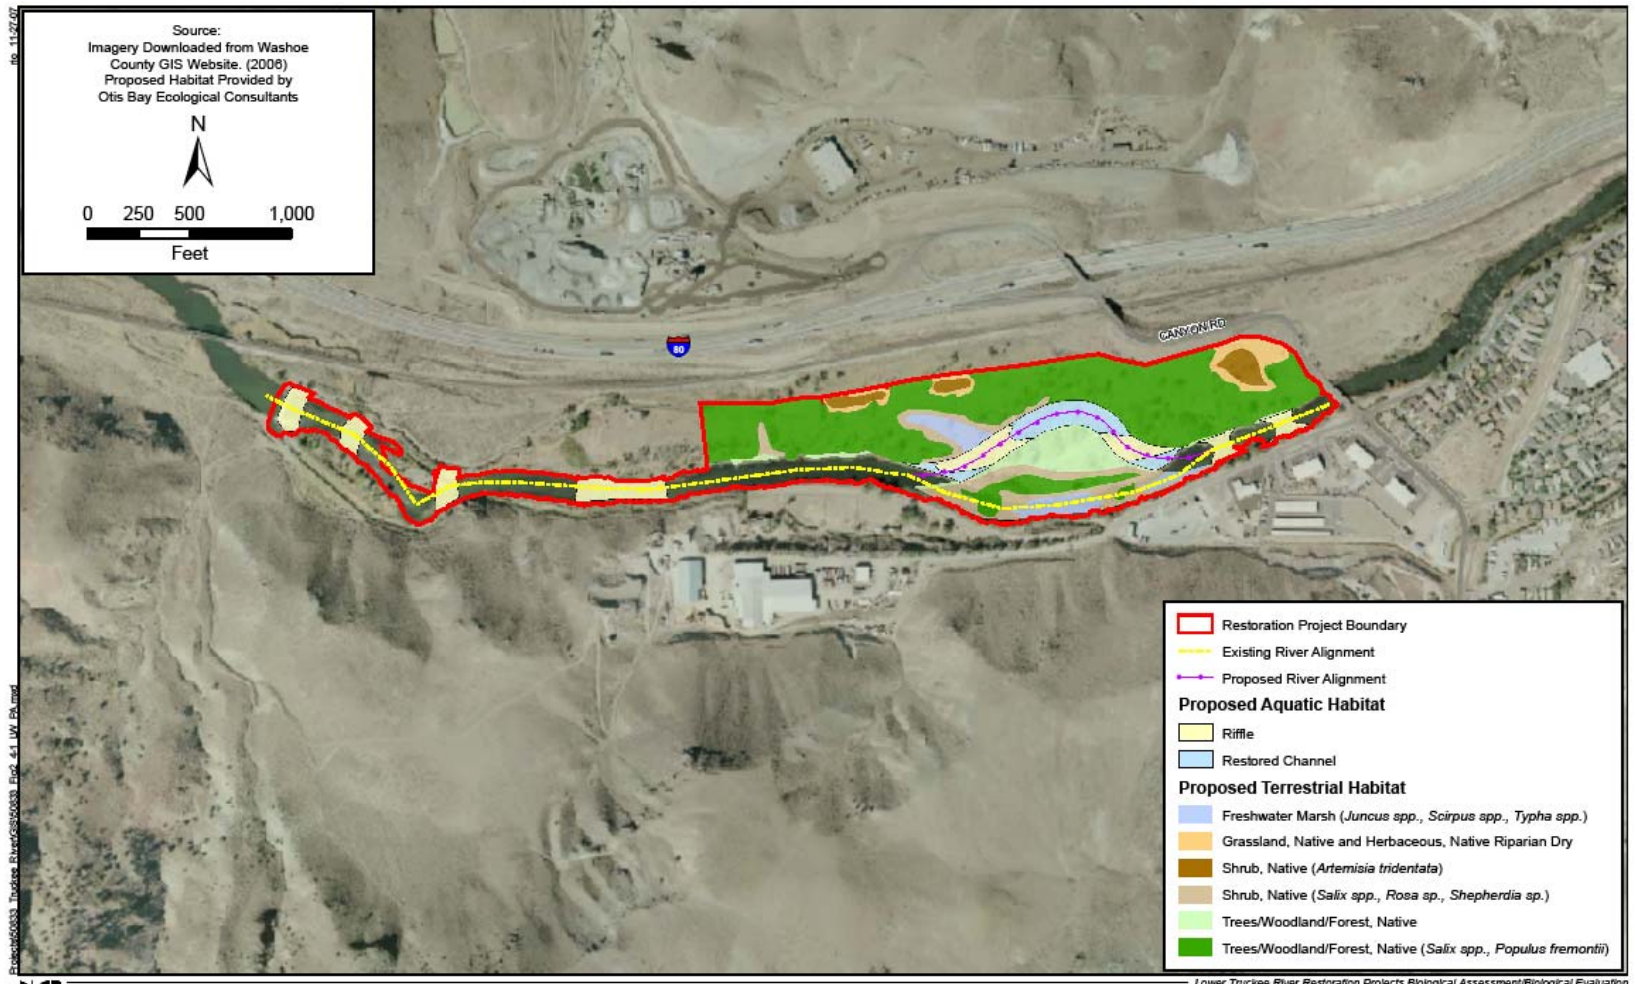 Source:
Imagery Downloaded from Washoe
County GIS Website. (2006)
Proposed Habitat Provided by
Otis Bay Ecological Consultants
N
0 250 500 1,000
Feet
80
CANYON RD
Restoration Project Boundary
Existing River Alignment
Proposed River Alignment
Proposed Aquatic Habitat
Riffle
Restored Channel
Proposed Terrestrial Habitat
Freshwater Marsh (Juncus spp., Scirpus spp., Typha spp.)
Grassland, Native and Herbaceous, Native Riparian Dry
Shrub, Native (Artemisia tridentata)
Shrub, Native (Salix spp., Rosa sp., Shepherdia sp.)
Trees/Woodland/Forest, Native
Trees/Woodland/Forest, Native (Salix spp., Populus fremontii)
Lower Truckee River Restoration Projects Biological Assessment/Biological Evaluation